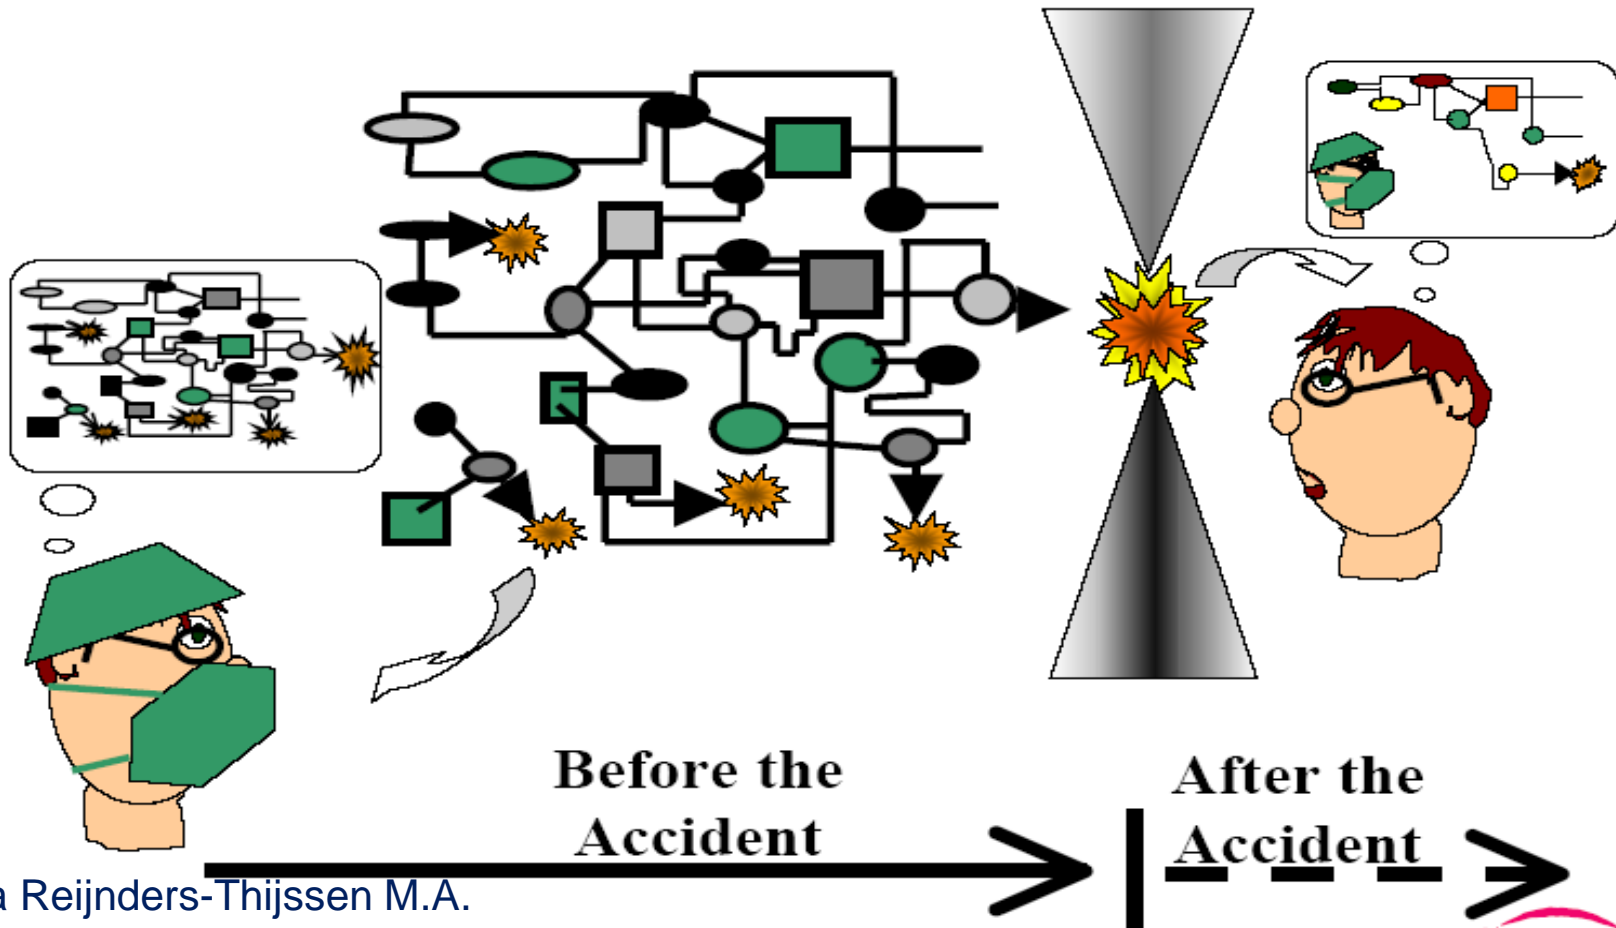 Before the
Accident
After the
Accident
Reijnders-Thijssen M.A.